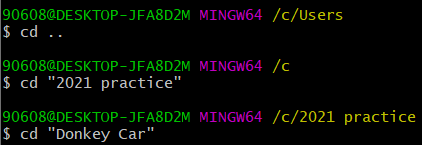 90608@DESKTOP-JFA8D2M MINGW64 /c/Users
$ cd ..
90608@DESKTOP-JFA8D2M MINGW64 /c
$ cd "2021 practice"
90608@DESKTOP-JFA8D2M MINGW64 /c/2021 practice
$ cd "Donkey Car"